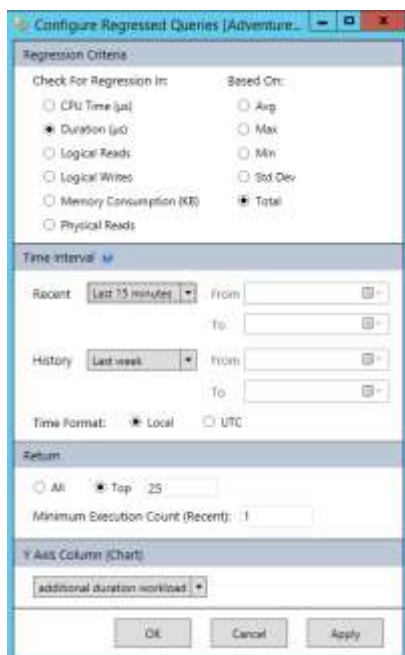 Configure Regressed Queries [Adventure...
Regression Criteria
Check For Regression In: Based On:
CPU Time (µs) Avg
Duration (µs) Max
Logical Reads Min
Logical Writes Std Dev
Memory Consumption (KB) Total
Physical Reads
Time Interval
Recent Last 15 minutes From
To
History Last week From
To
Time Format: Local UTC
Return
All Top 25
Minimum Execution Count (Recent): 1
Y Axis Column (Chart)
additional duration workload
OK Cancel Apply